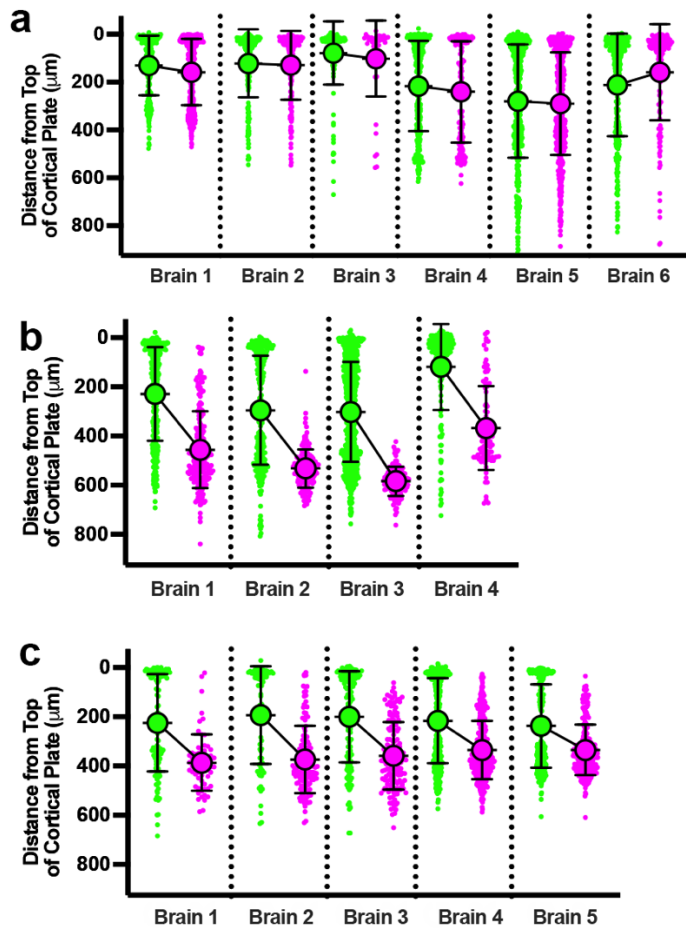 a
Distance from Top
of Cortical Plate (μm)
0
200
400
600
800
Brain 1 Brain 2 Brain 3 Brain 4 Brain 5 Brain 6
b
Distance from Top
of Cortical Plate (μm)
0
200
400
600
800
Brain 1 Brain 2 Brain 3 Brain 4
c
Distance from Top
of Cortical Plate (μm)
0
200
400
600
800
Brain 1 Brain 2 Brain 3 Brain 4 Brain 5